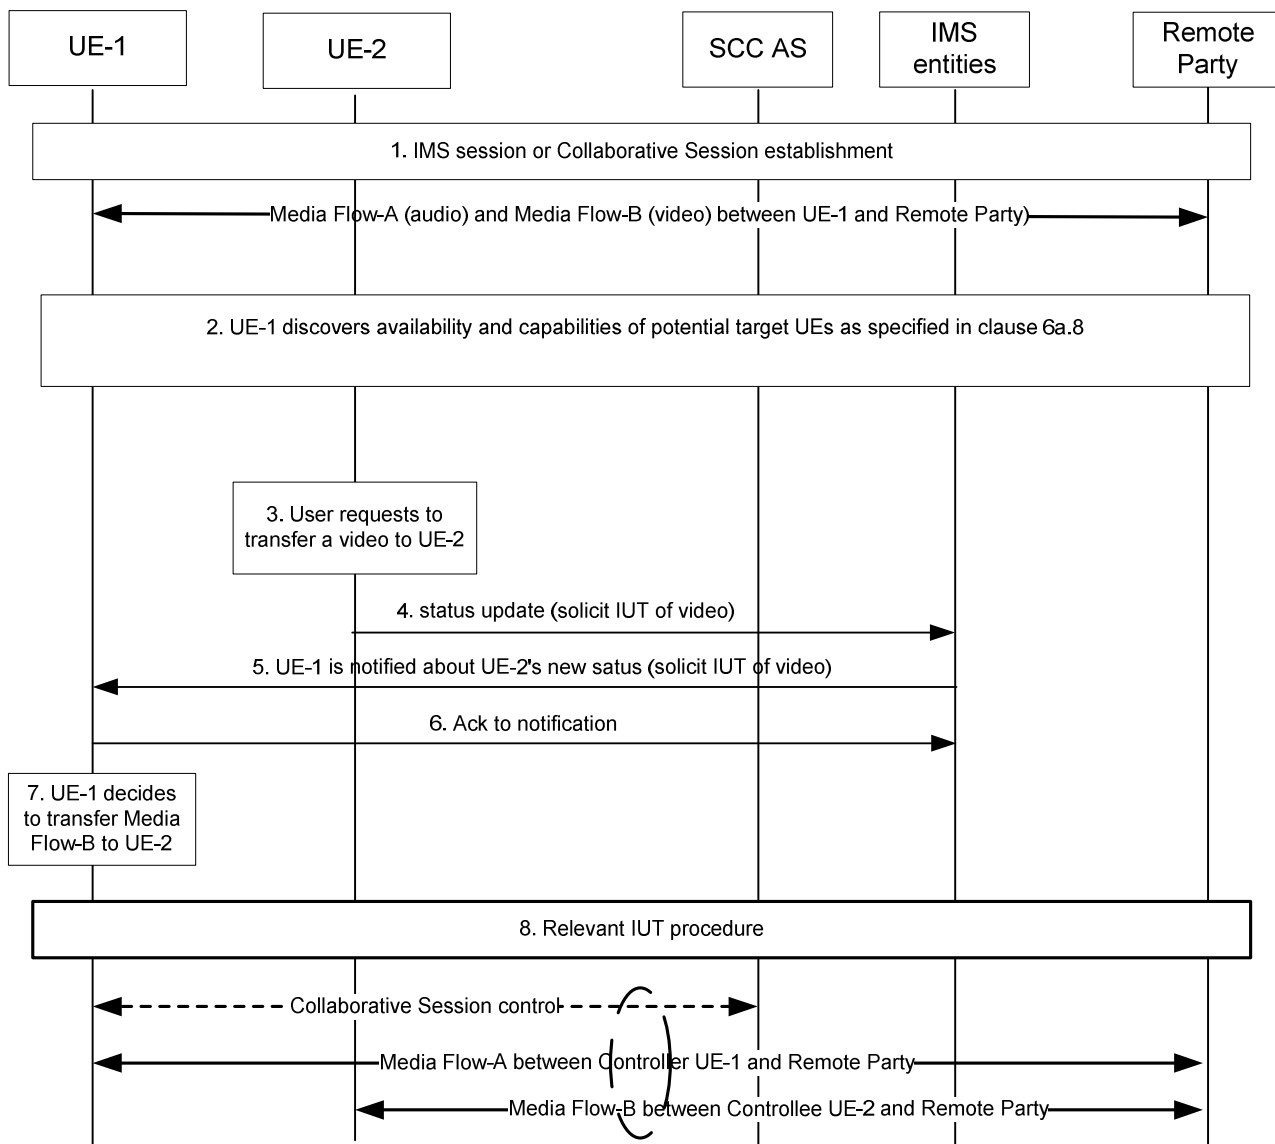 UE-1
UE-2
SCC AS
IMS
entities
Remote
Party
1. IMS session or Collaborative Session establishment
Media Flow-A (audio) and Media Flow-B (video) between UE-1 and Remote Party)
2. UE-1 discovers availability and capabilities of potential target UEs as specified in clause 6a.8
3. User requests to
transfer a video to UE-2
4. status update (solicit IUT of video)
5. UE-1 is notified about UE-2's new satus (solicit IUT of video)
6. Ack to notification
7. UE-1 decides
to transfer Media
Flow-B to UE-2
8. Relevant IUT procedure
Collaborative Session control
Media Flow-A between Controller UE-1 and Remote Party
Media Flow-B between Controllee UE-2 and Remote Party